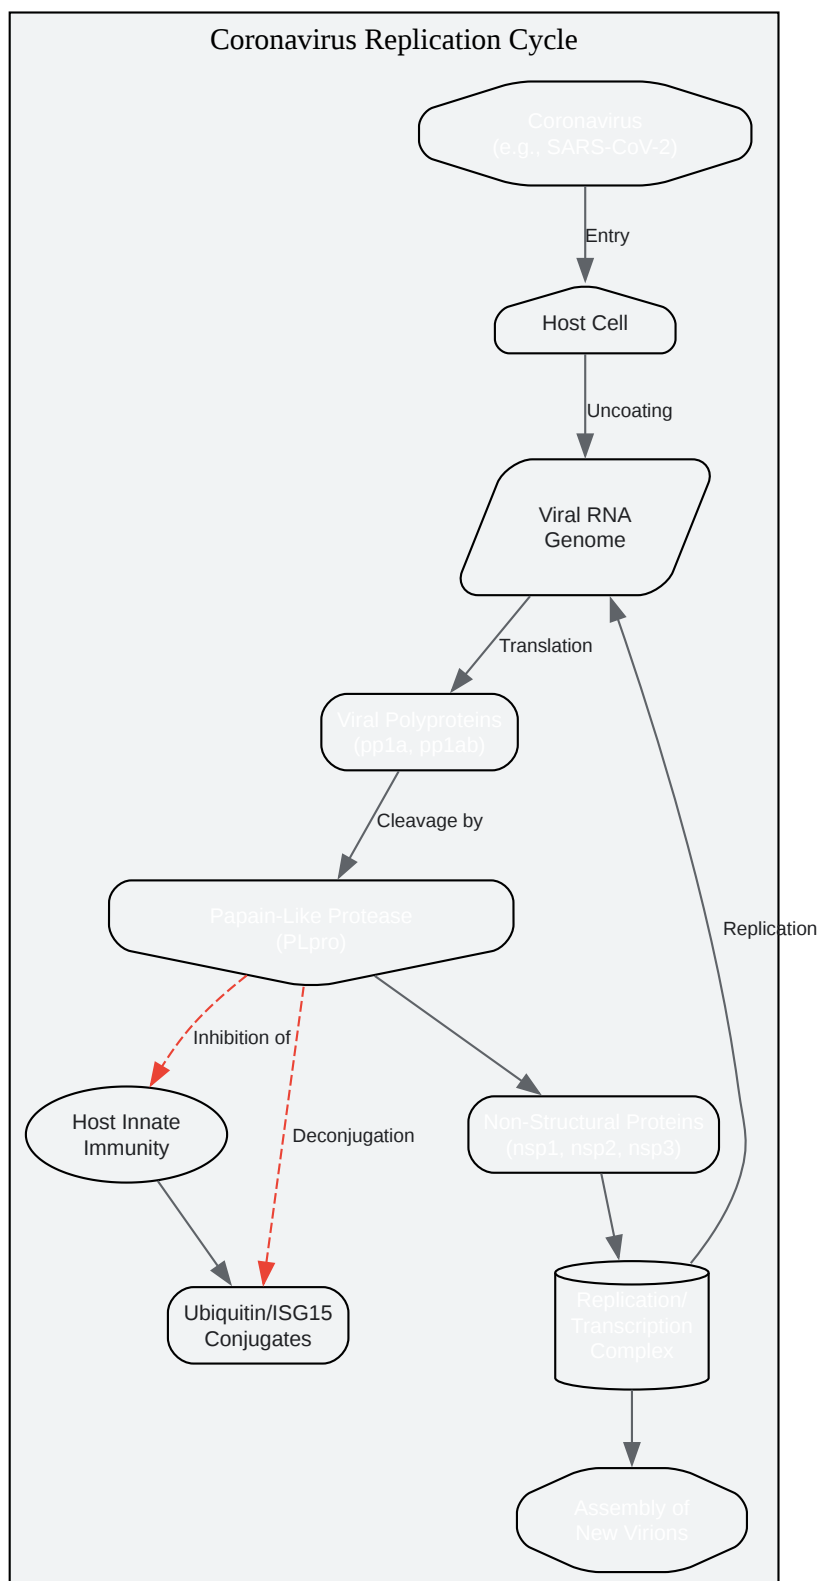 Coronavirus Replication Cycle
Coronavirus
(e.g., SARS-CoV-2)
Entry
Host Cell
Uncoating
Viral RNA
Genome
Translation
Viral Polyproteins
(pp1a, pp1ab)
Cleavage by
Papain-Like Protease
(PLpro)
Replication
Inhibition of
Host Innate
Immunity
Deconjugation
Non-Structural Proteins
(nsp1, nsp2, nsp3)
Ubiquitin/ISG15
Conjugates
Replication/
Transcription
Complex
Assembly of
New Virions